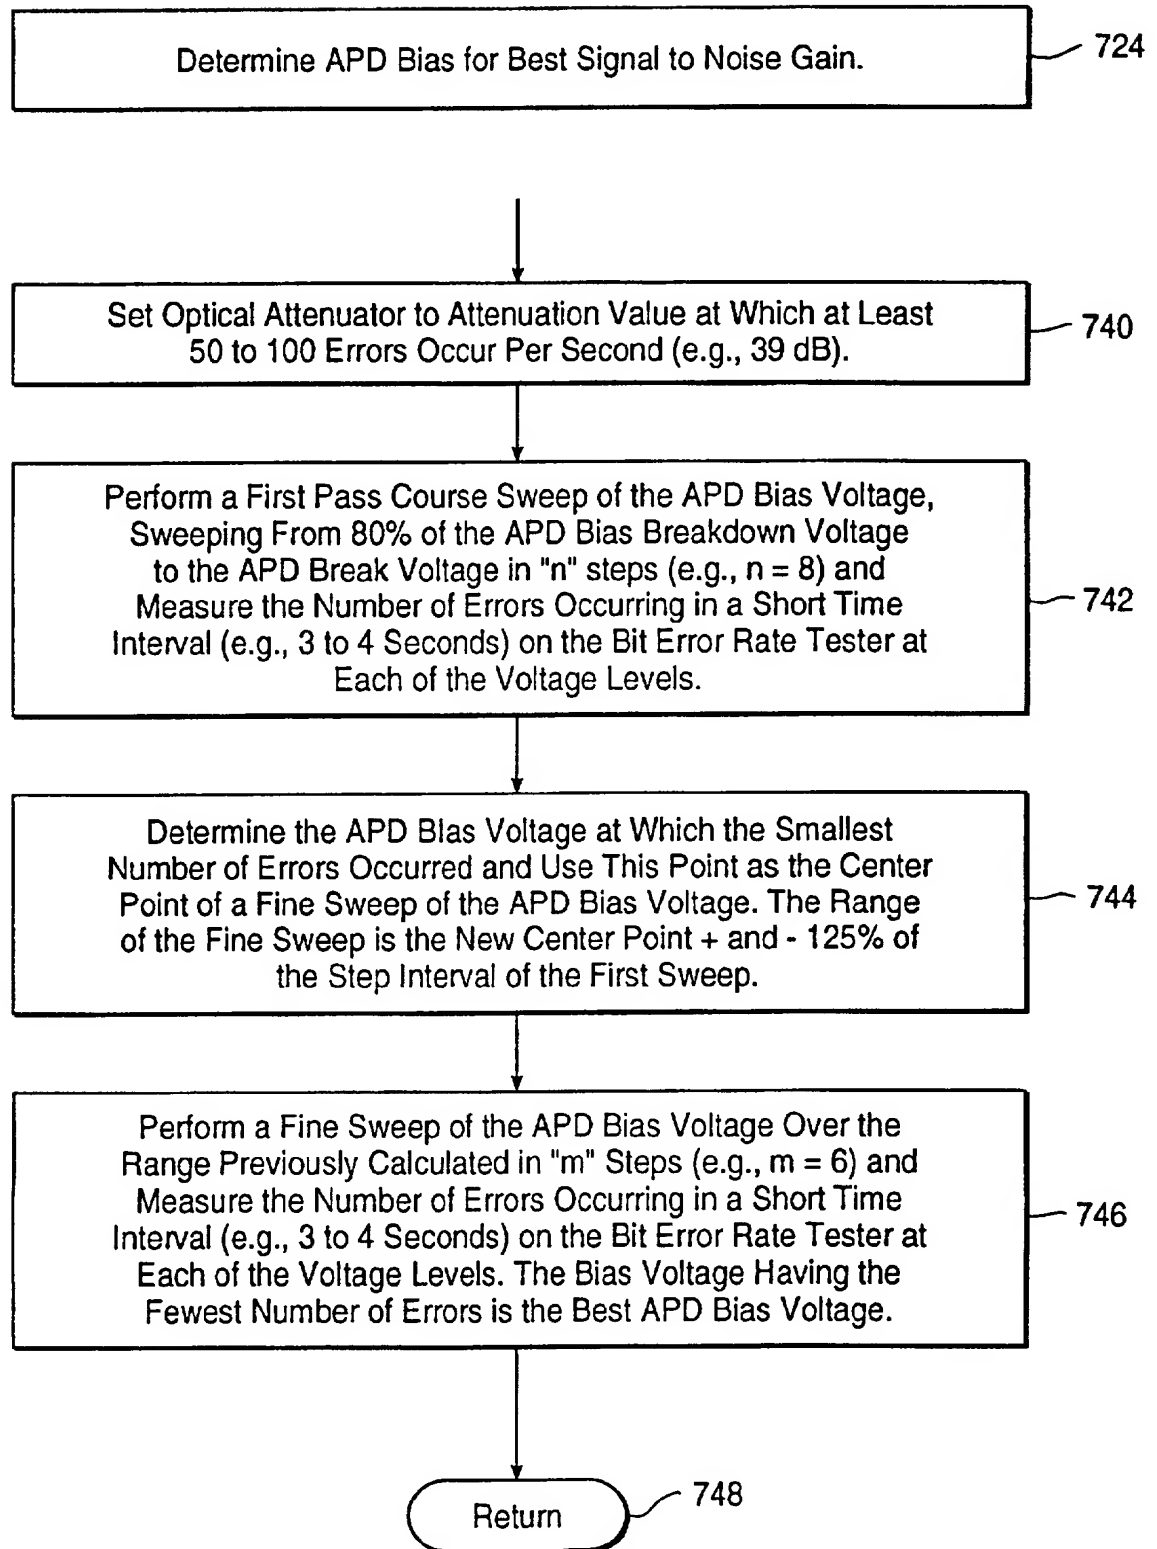 Determine APD Bias for Best Signal to Noise Gain.
724
Set Optical Attenuator to Attenuation Value at Which at Least
50 to 100 Errors Occur Per Second (e.g., 39 dB).
740
Perform a First Pass Course Sweep of the APD Bias Voltage,
Sweeping From 80% of the APD Bias Breakdown Voltage
to the APD Break Voltage in "n" steps (e.g., n = 8) and
Measure the Number of Errors Occurring in a Short Time
Interval (e.g., 3 to 4 Seconds) on the Bit Error Rate Tester at
Each of the Voltage Levels.
742
Determine the APD Bias Voltage at Which the Smallest
Number of Errors Occurred and Use This Point as the Center
Point of a Fine Sweep of the APD Bias Voltage. The Range
of the Fine Sweep is the New Center Point + and - 125% of
the Step Interval of the First Sweep.
744
Perform a Fine Sweep of the APD Bias Voltage Over the
Range Previously Calculated in "m" Steps (e.g., m = 6) and
Measure the Number of Errors Occurring in a Short Time
Interval (e.g., 3 to 4 Seconds) on the Bit Error Rate Tester at
Each of the Voltage Levels. The Bias Voltage Having the
Fewest Number of Errors is the Best APD Bias Voltage.
746
Return
748